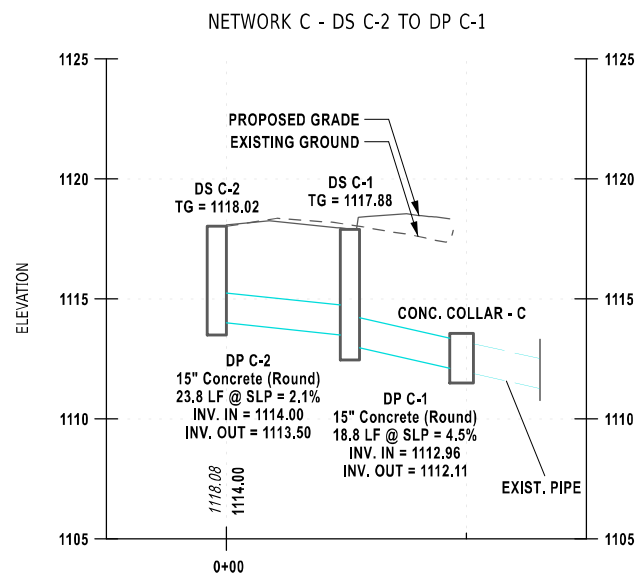 NETWORK C - DS C-2 TO DP C-1
1125
1125
PROPOSED GRADE
EXISTING GROUND
DS C-2
TG = 1118.02
DS C-1
TG = 1117.88
1120
1120
ELEVATION
1115
1115
CONC. COLLAR - C
DP C-2
15" Concrete (Round)
23.8 LF @ SLP = 2.1%
INV. IN = 1114.00
INV. OUT = 1113.50
DP C-1
15" Concrete (Round)
18.8 LF @ SLP = 4.5%
INV. IN = 1112.96
INV. OUT = 1112.11
1110
1110
EXIST. PIPE
1118.08
1114.00
1105
1105
0+00